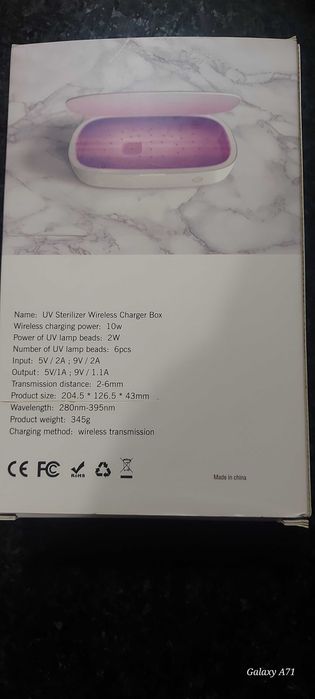 Name: UV Sterilizer Wireless Charger Box
Wireless charging power: 10w
Power of UV lamp beads: 2W
Number of UV lamp beads: 6pcs
Input: 5V / 2A ; 9V / 2A
Output: 5V/1A ; 9V / 1.1A
Transmission distance: 2-6mm
Product size: 204.5 * 126.5 * 43mm
Wavelength: 280nm-395nm
Product weight: 345g
Charging method: wireless transmission
CE FC RoHS
Made in china
Galaxy A71